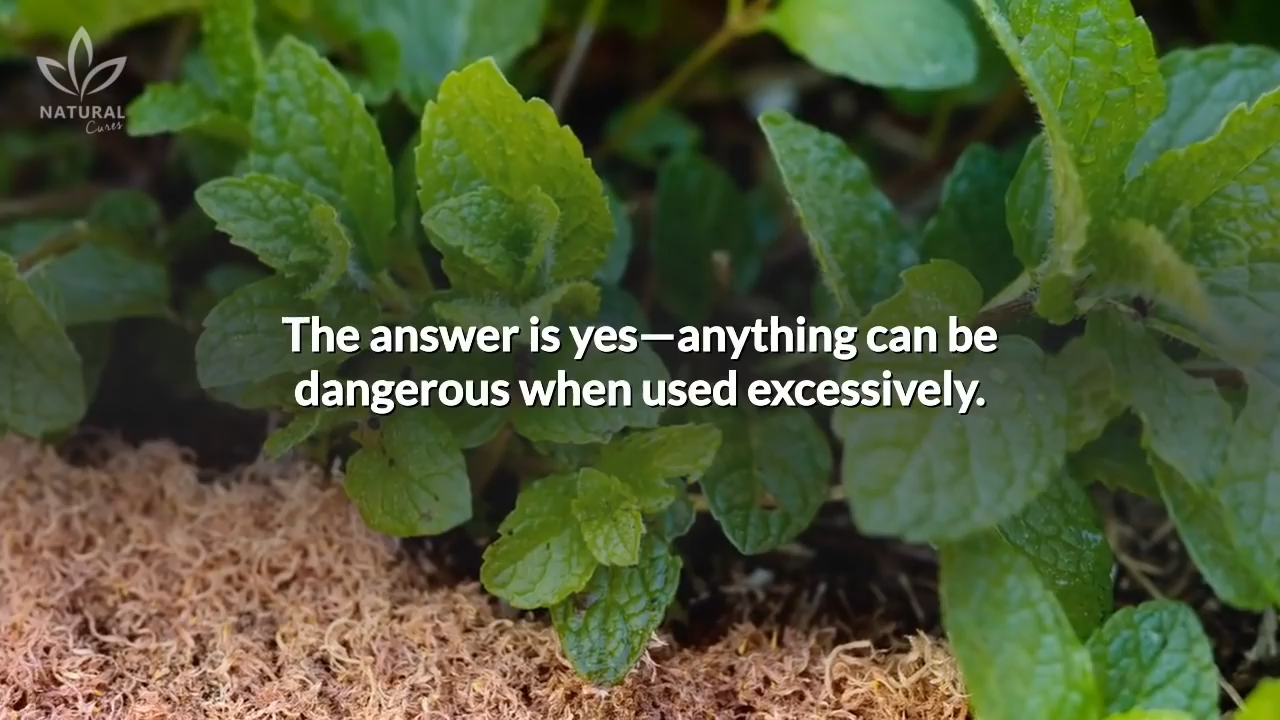 NATURAL
Cures
The answer is yes—anything can be
dangerous when used excessively.